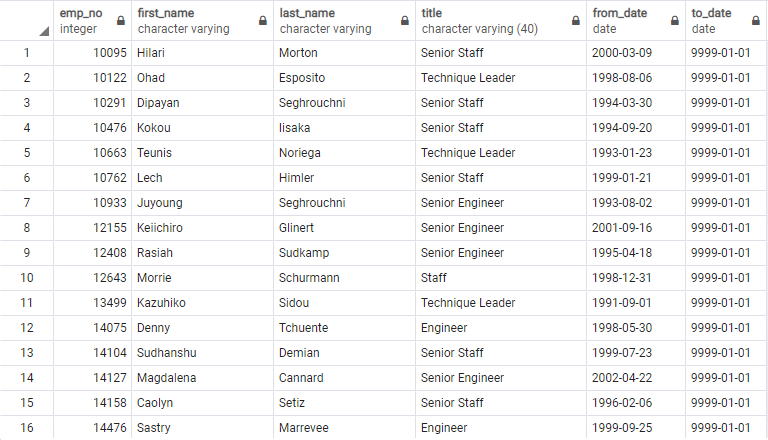 emp_no first_name last_name title from_date to_date
integer character varying character varying character varying (40) date date
1 10095 Hilari Morton Senior Staff 2000-03-09 9999-01-01
2 10122 Ohad Esposito Technique Leader 1998-08-06 9999-01-01
3 10291 Dipayan Seghrouchni Senior Staff 1994-03-30 9999-01-01
4 10476 Kokou Iisaka Senior Staff 1994-09-20 9999-01-01
5 10663 Teunis Noriega Technique Leader 1993-01-23 9999-01-01
6 10762 Lech Himler Senior Staff 1999-01-21 9999-01-01
7 10933 Juyoung Seghrouchni Senior Engineer 1993-08-02 9999-01-01
8 12155 Keiichiro Glinert Senior Engineer 2001-09-16 9999-01-01
9 12408 Rasiah Sudkamp Senior Engineer 1995-04-18 9999-01-01
10 12643 Morrie Schurmann Staff 1998-12-31 9999-01-01
11 13499 Kazuhiko Sidou Technique Leader 1991-09-01 9999-01-01
12 14075 Denny Tchuente Engineer 1998-05-30 9999-01-01
13 14104 Sudhanshu Demian Senior Staff 1999-07-23 9999-01-01
14 14127 Magdalena Cannard Senior Engineer 2002-04-22 9999-01-01
15 14158 Caolyn Setiz Senior Staff 1996-02-06 9999-01-01
16 14476 Sastry Marrevee Engineer 1999-09-25 9999-01-01